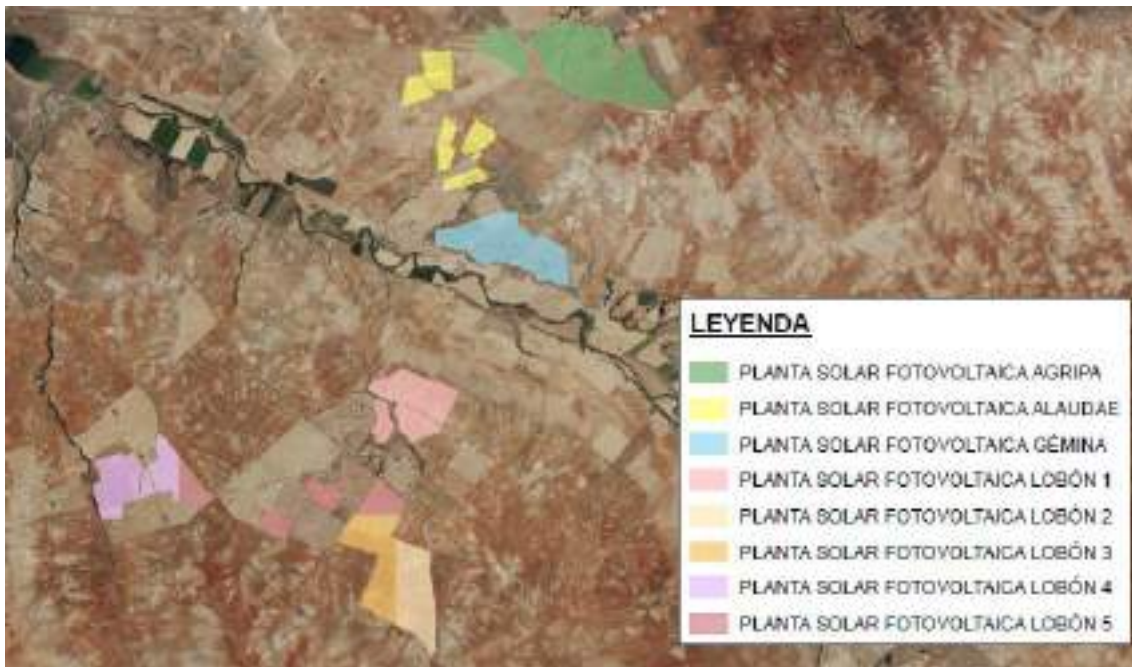 LEYENDA
PLANTA SOLAR FOTOVOLTAICA AGRIPA
PLANTA SOLAR FOTOVOLTAICA ALAUDAE
PLANTA SOLAR FOTOVOLTAICA GÉMINA
PLANTA SOLAR FOTOVOLTAICA LOBÓN 1
PLANTA SOLAR FOTOVOLTAICA LOBÓN 2
PLANTA SOLAR FOTOVOLTAICA LOBÓN 3
PLANTA SOLAR FOTOVOLTAICA LOBÓN 4
PLANTA SOLAR FOTOVOLTAICA LOBÓN 5